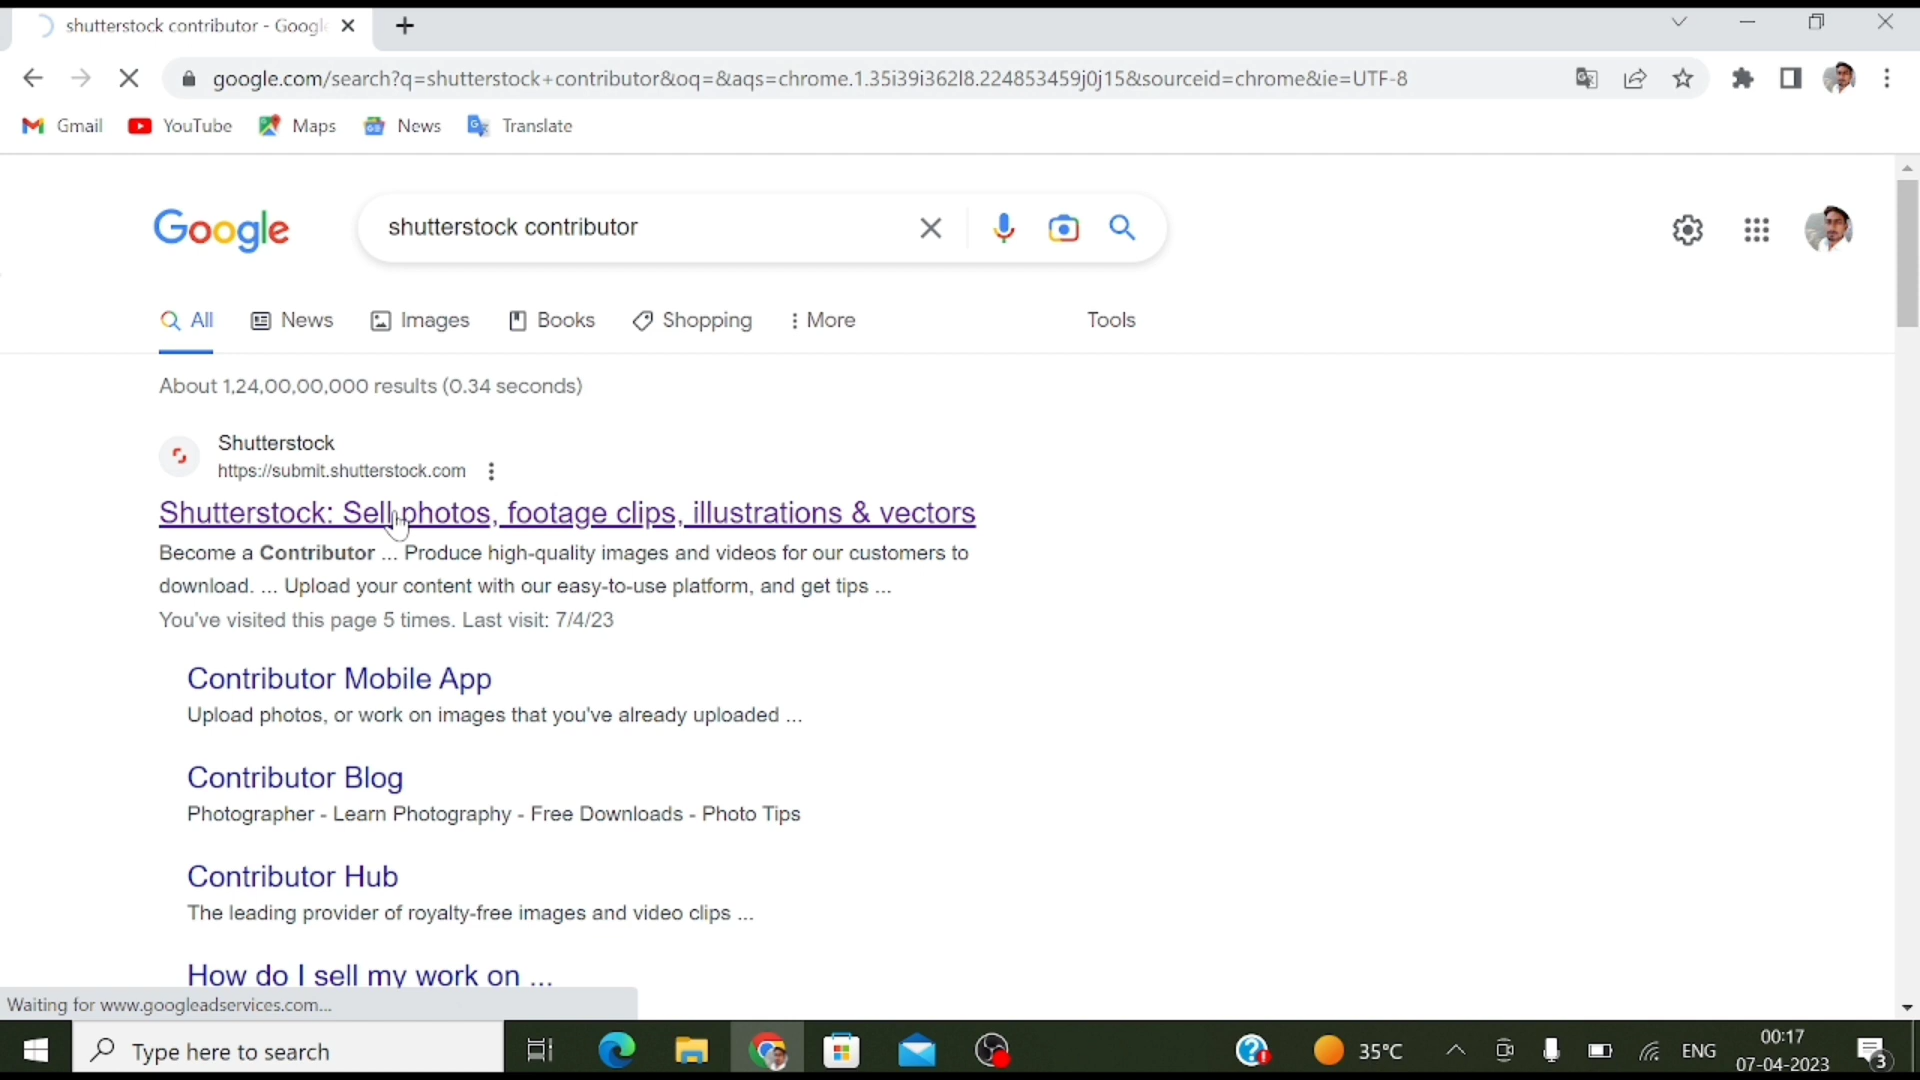 shutterstock contributor - Google
google.com/search?q=shutterstock+contributor&oq=&aqs=chrome.1.35i39i362l8.224853459j0j15&sourceid=chrome&ie=UTF-8
Gmail YouTube Maps News Translate
Google shutterstock contributor
All News Images Books Shopping More Tools
About 1,24,00,00,000 results (0.34 seconds)
Shutterstock
https://submit.shutterstock.com
Shutterstock: Sell photos, footage clips, illustrations & vectors
Become a Contributor ... Produce high-quality images and videos for our customers to
download. ... Upload your content with our easy-to-use platform, and get tips ...
You've visited this page 5 times. Last visit: 7/4/23
Contributor Mobile App
Upload photos, or work on images that you've already uploaded ...
Contributor Blog
Photographer - Learn Photography - Free Downloads - Photo Tips
Contributor Hub
The leading provider of royalty-free images and video clips ...
How do I sell my work on ...
Waiting for www.googleadservices.com...
Type here to search 35°C ENG 00:17
07-04-2023 3